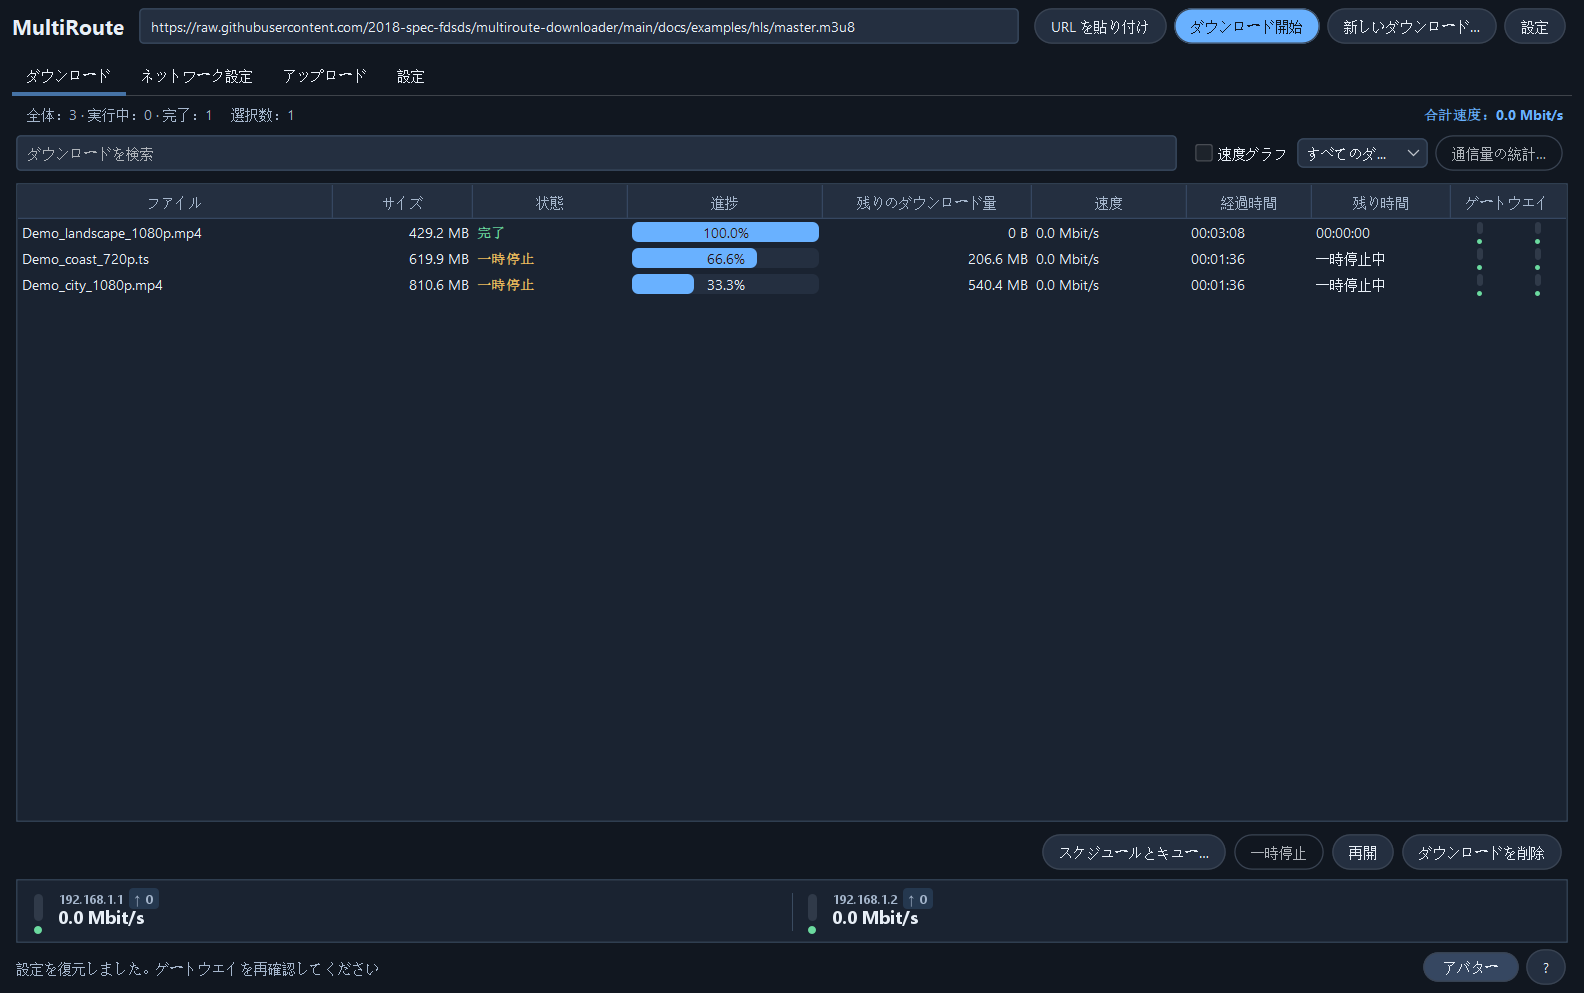 MultiRoute
https://raw.githubusercontent.com/2018-spec-fdsds/multiroute-downloader/main/docs/examples/hls/master.m3u8
URL を貼り付け
ダウンロード開始
新しいダウンロード...
設定
ダウンロード
ネットワーク設定
アップロード
設定
全体: 3 · 実行中: 0 · 完了: 1 選択数: 1
合計速度: 0.0 Mbit/s
ダウンロードを検索
速度グラフ
すべてのダ...
通信量の統計...
ファイル サイズ 状態 進捗 残りのダウンロード量 速度 経過時間 残り時間 ゲートウエイ
Demo_landscape_1080p.mp4 429.2 MB 完了 100.0% 0 B 0.0 Mbit/s 00:03:08 00:00:00
Demo_coast_720p.ts 619.9 MB 一時停止 66.6% 206.6 MB 0.0 Mbit/s 00:01:36 一時停止中
Demo_city_1080p.mp4 810.6 MB 一時停止 33.3% 540.4 MB 0.0 Mbit/s 00:01:36 一時停止中
スケジュールとキュー...
一時停止
再開
ダウンロードを削除
192.168.1.1 ↑ 0
0.0 Mbit/s
192.168.1.2 ↑ 0
0.0 Mbit/s
設定を復元しました。ゲートウエイを再確認してください
アバター
?